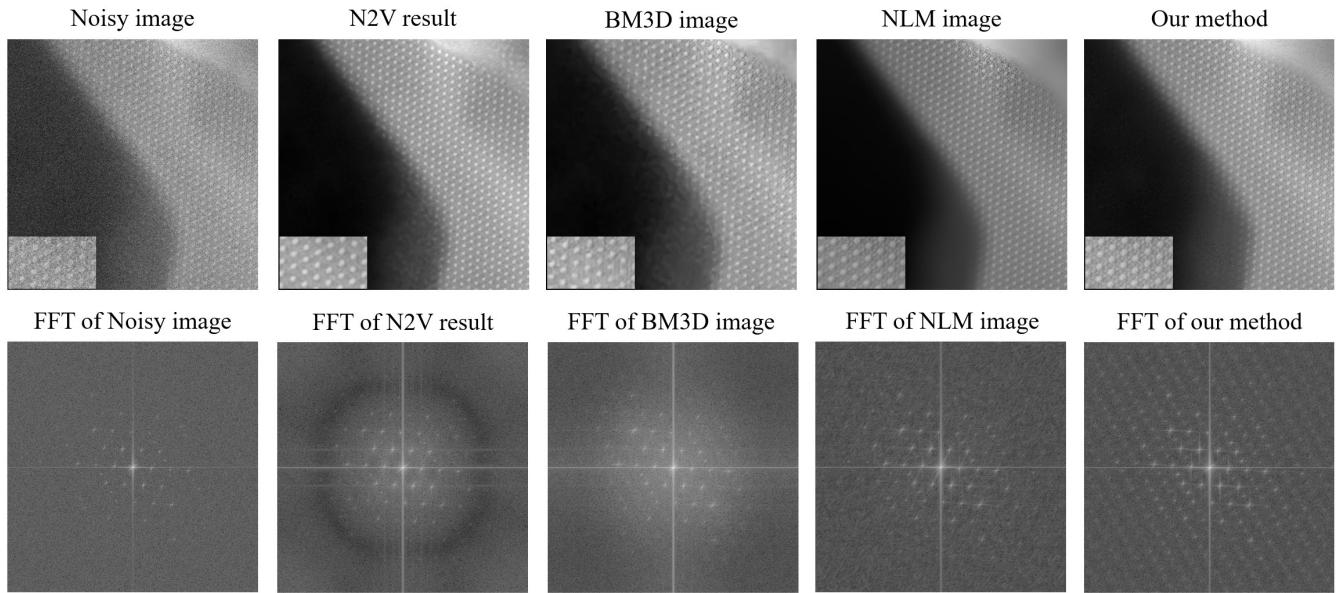 Noisy image
N2V result
BM3D image
NLM image
Our method
FFT of Noisy image
FFT of N2V result
FFT of BM3D image
FFT of NLM image
FFT of our method